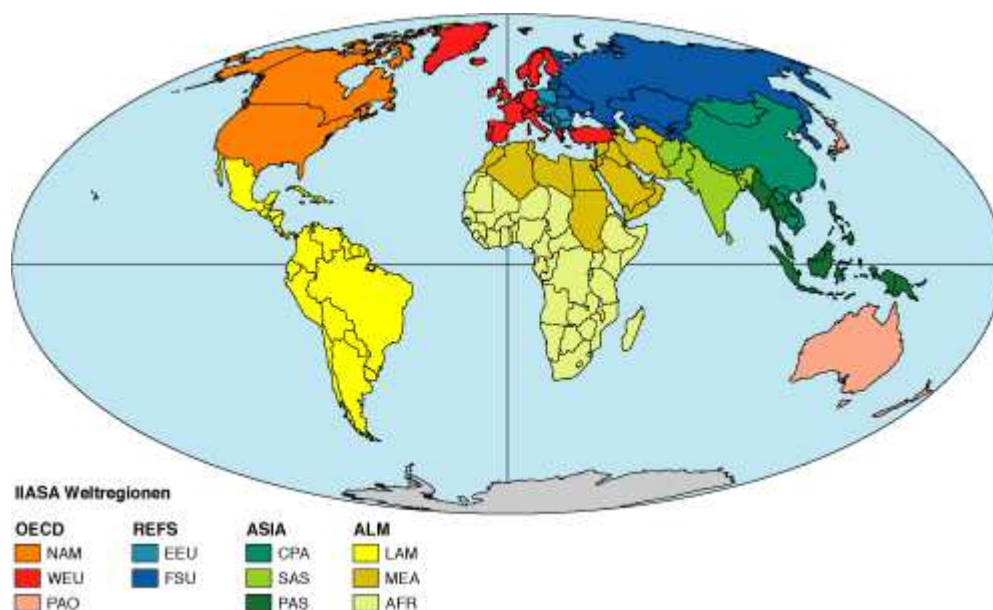 IIASA Weltregionen
OECD REFS ASIA ALM
NAM EEU CPA LAM
WEU FSU SAS MEA
PAO PAS AFR